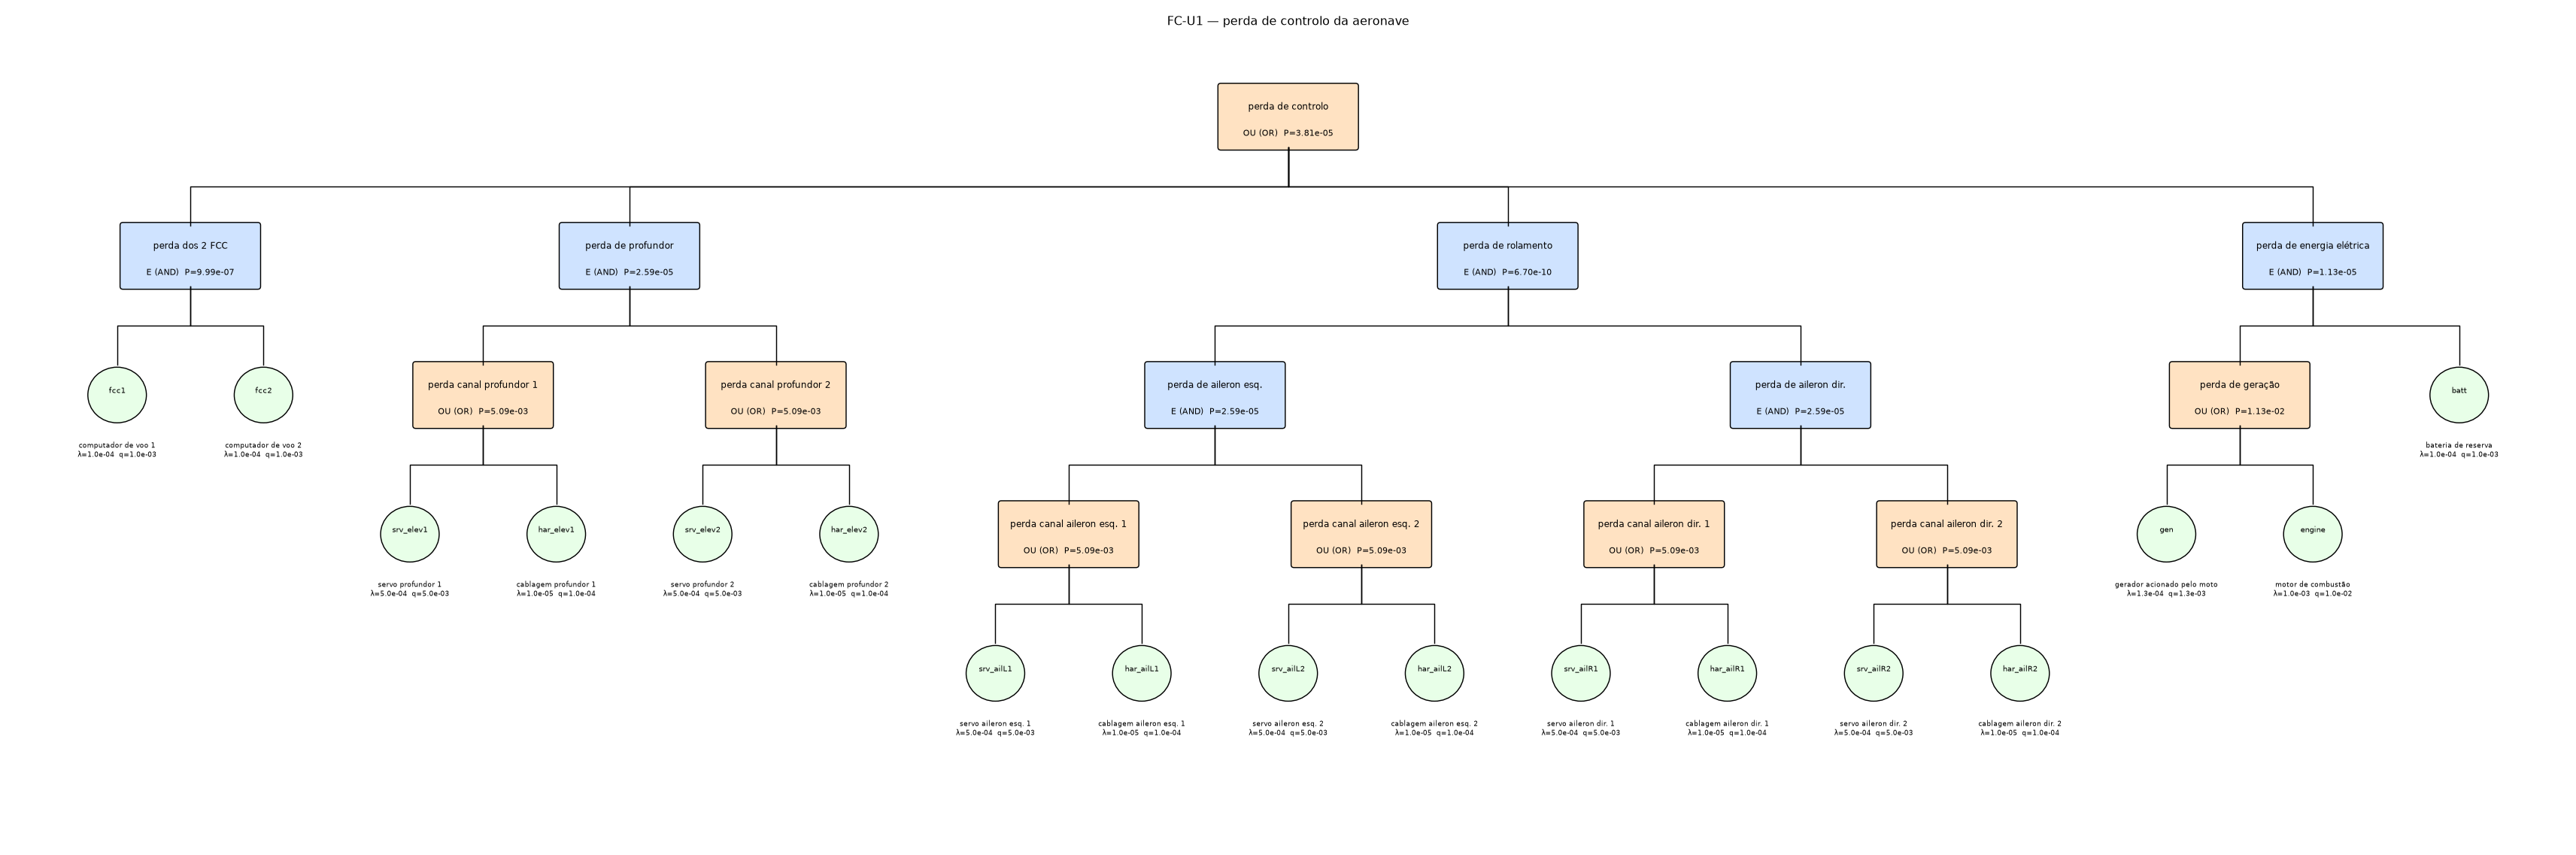 FC-U1 — perda de controlo da aeronave
perda de controlo
OU (OR)  P=3.81e-05
perda dos 2 FCC
E (AND)  P=9.99e-07
perda de profundor
E (AND)  P=2.59e-05
perda de rolamento
E (AND)  P=6.70e-10
perda de energia elétrica
E (AND)  P=1.13e-05
fcc1
computador de voo 1
λ=1.0e-04  q=1.0e-03
fcc2
computador de voo 2
λ=1.0e-04  q=1.0e-03
perda canal profundor 1
OU (OR)  P=5.09e-03
perda canal profundor 2
OU (OR)  P=5.09e-03
perda de aileron esq.
E (AND)  P=2.59e-05
perda de aileron dir.
E (AND)  P=2.59e-05
perda de geração
OU (OR)  P=1.13e-02
batt
bateria de reserva
λ=1.0e-04  q=1.0e-03
srv_elev1
servo profundor 1
λ=5.0e-04  q=5.0e-03
har_elev1
cablagem profundor 1
λ=1.0e-05  q=1.0e-04
srv_elev2
servo profundor 2
λ=5.0e-04  q=5.0e-03
har_elev2
cablagem profundor 2
λ=1.0e-05  q=1.0e-04
perda canal aileron esq. 1
OU (OR)  P=5.09e-03
perda canal aileron esq. 2
OU (OR)  P=5.09e-03
perda canal aileron dir. 1
OU (OR)  P=5.09e-03
perda canal aileron dir. 2
OU (OR)  P=5.09e-03
gen
gerador acionado pelo moto
λ=1.3e-04  q=1.3e-03
engine
motor de combustão
λ=1.0e-03  q=1.0e-02
srv_ailL1
servo aileron esq. 1
λ=5.0e-04  q=5.0e-03
har_ailL1
cablagem aileron esq. 1
λ=1.0e-05  q=1.0e-04
srv_ailL2
servo aileron esq. 2
λ=5.0e-04  q=5.0e-03
har_ailL2
cablagem aileron esq. 2
λ=1.0e-05  q=1.0e-04
srv_ailR1
servo aileron dir. 1
λ=5.0e-04  q=5.0e-03
har_ailR1
cablagem aileron dir. 1
λ=1.0e-05  q=1.0e-04
srv_ailR2
servo aileron dir. 2
λ=5.0e-04  q=5.0e-03
har_ailR2
cablagem aileron dir. 2
λ=1.0e-05  q=1.0e-04